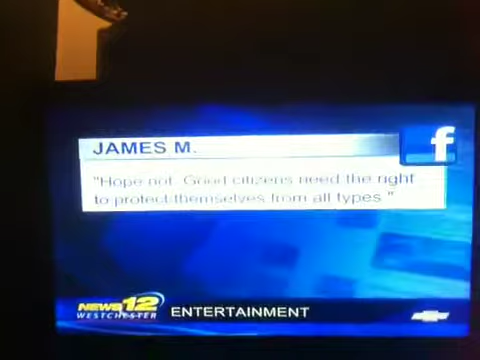 JAMES M.
f
"Hope not. Good citizens need the right
to protect themselves from all types."
NEWS 12
WESTCHESTER
ENTERTAINMENT